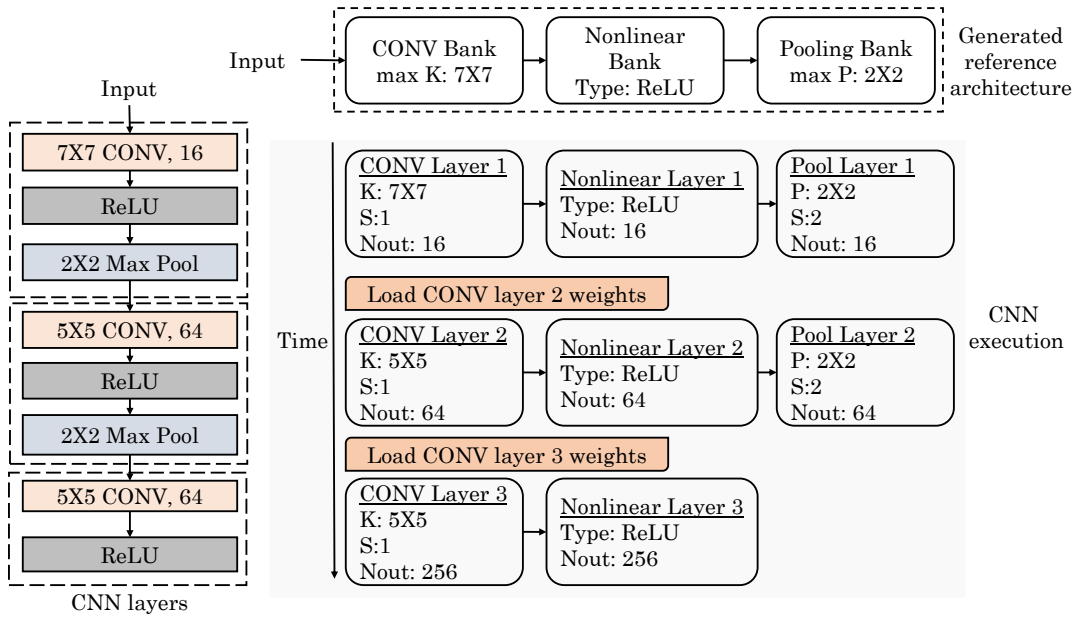 Input
CONV Bank
max K: 7X7
Nonlinear
Bank
Type: ReLU
Pooling Bank
max P: 2X2
Generated
reference
architecture
Input
7X7 CONV, 16
ReLU
2X2 Max Pool
5X5 CONV, 64
ReLU
2X2 Max Pool
5X5 CONV, 64
ReLU
CNN layers
Time
CONV Layer 1
K: 7X7
S:1
Nout: 16
Nonlinear Layer 1
Type: ReLU
Nout: 16
Pool Layer 1
P: 2X2
S:2
Nout: 16
Load CONV layer 2 weights
CONV Layer 2
K: 5X5
S:1
Nout: 64
Nonlinear Layer 2
Type: ReLU
Nout: 64
Pool Layer 2
P: 2X2
S:2
Nout: 64
Load CONV layer 3 weights
CONV Layer 3
K: 5X5
S:1
Nout: 256
Nonlinear Layer 3
Type: ReLU
Nout: 256
CNN
execution